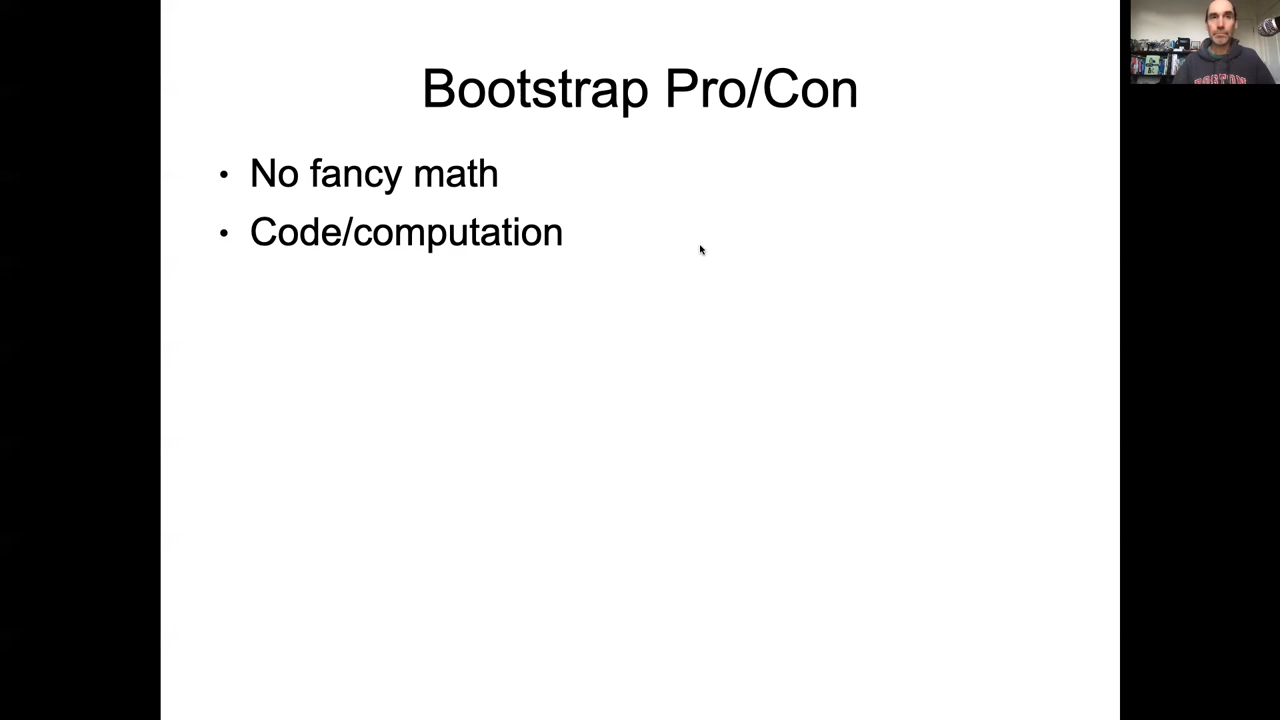 Bootstrap Pro/Con
• No fancy math
• Code/computation